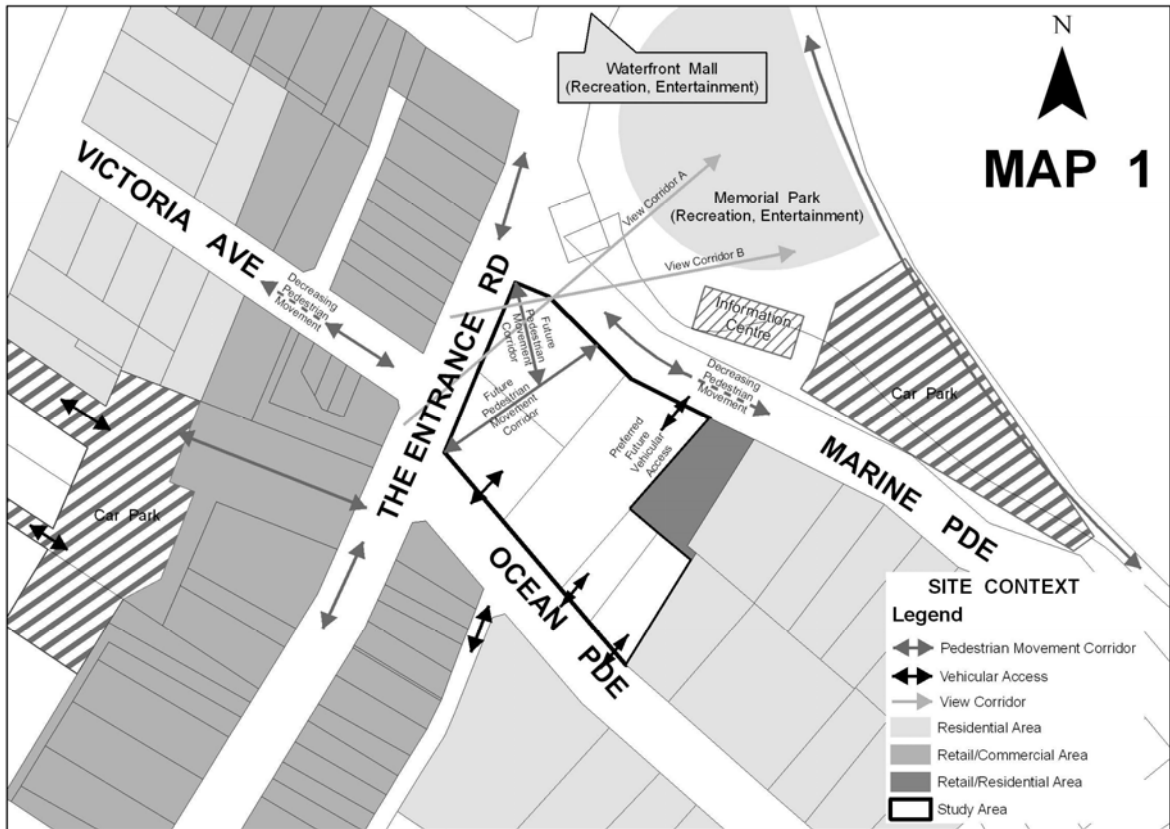 N
MAP 1
Waterfront Mall
(Recreation, Entertainment)
Memorial Park
(Recreation, Entertainment)
View Corridor A
View Corridor B
VICTORIA AVE
Decreasing
Pedestrian
Movement
THE ENTRANCE RD
Future
Pedestrian
Movement
Corridor
Future
Pedestrian
Movement
Corridor
Information
Centre
Decreasing
Pedestrian
Movement
Car Park
Preferred
Future
Vehicular
Access
MARINE PDE
Car Park
OCEAN PDE
SITE CONTEXT
Legend
Pedestrian Movement Corridor
Vehicular Access
View Corridor
Residential Area
Retail/Commercial Area
Retail/Residential Area
Study Area